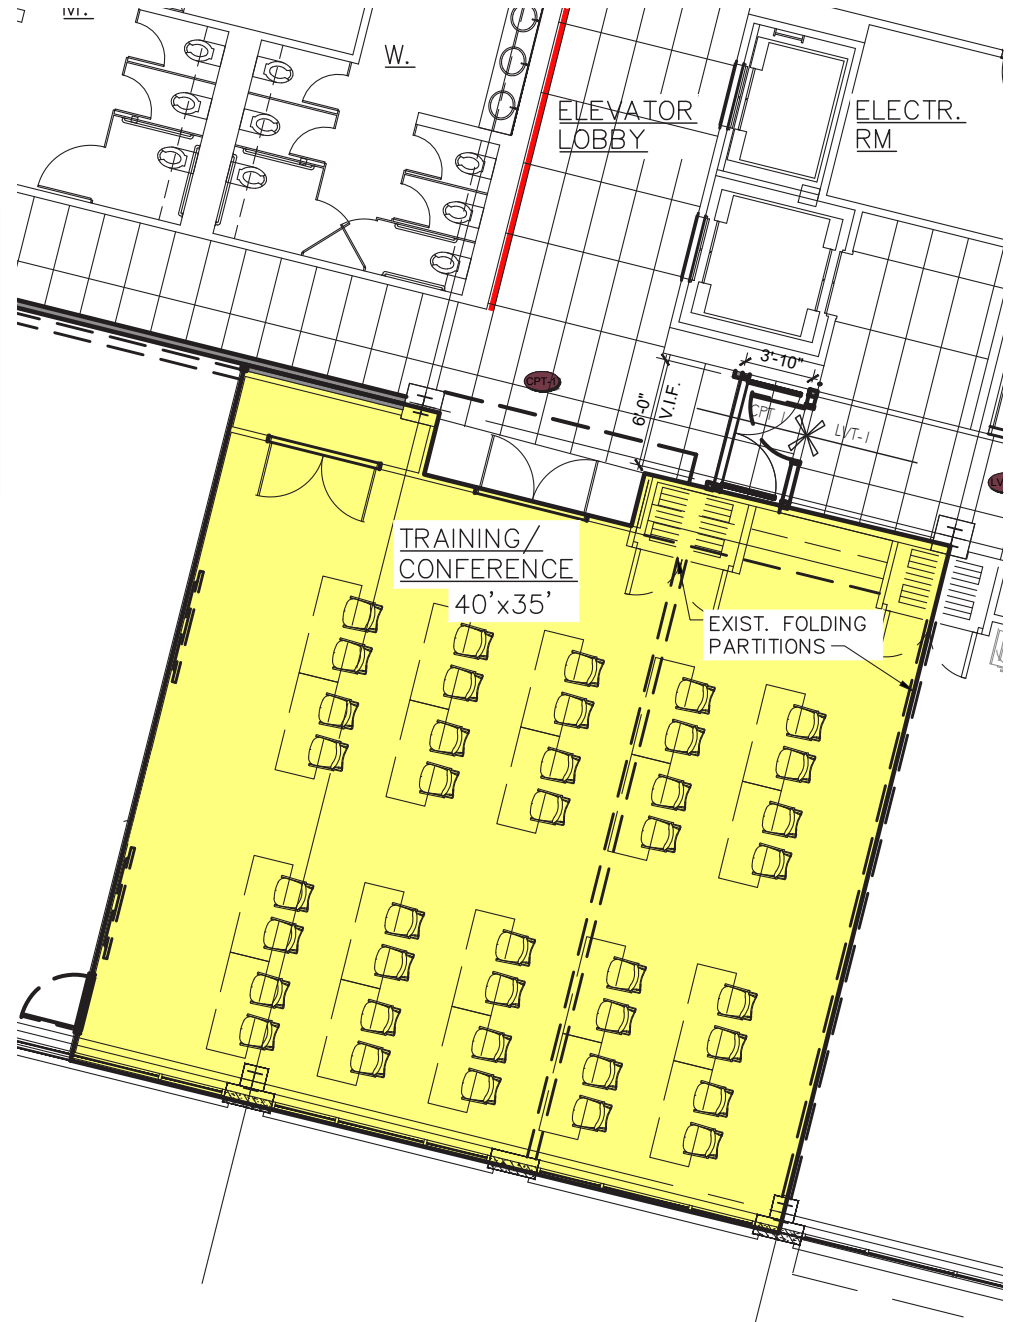 M.
W.
ELEVATOR
LOBBY
ELECTR.
RM
3'-10"
CPT-1
6'-0"
V.I.F.
LVT-1
TRAINING/
CONFERENCE
40'x35'
EXIST. FOLDING
PARTITIONS